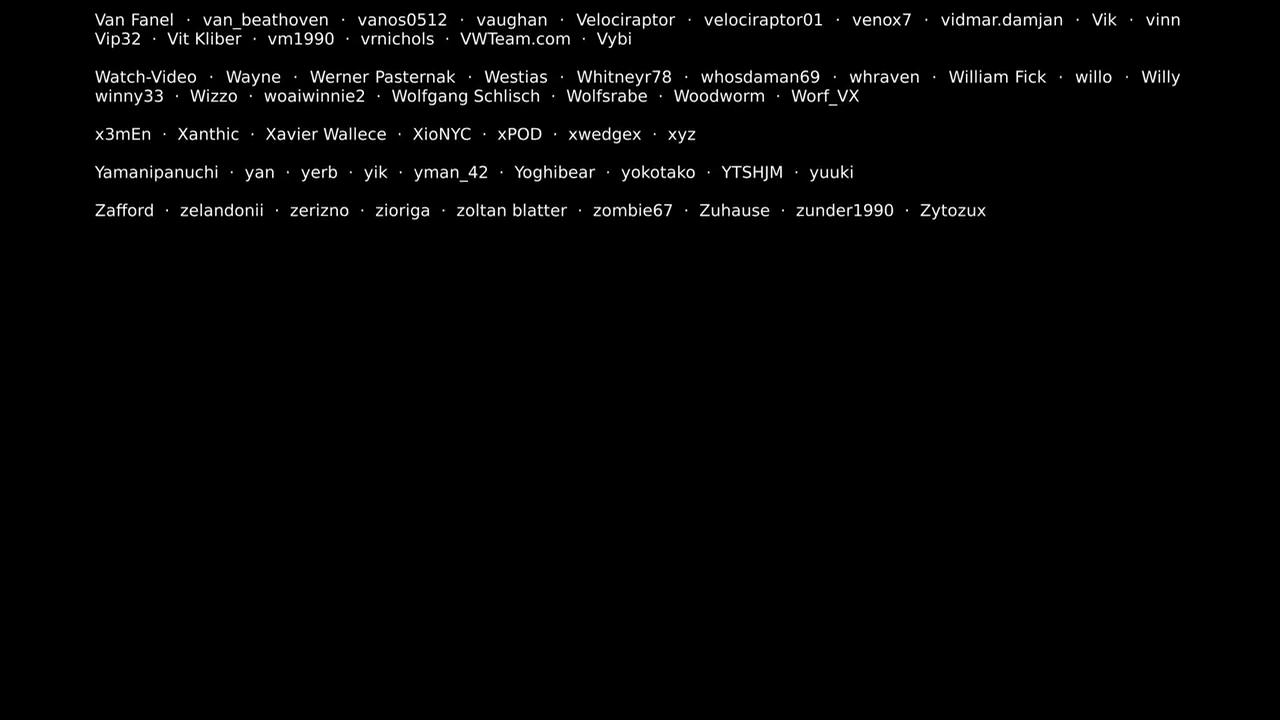 Van Fanel · van_beathoven · vanos0512 · vaughan · Velociraptor · velociraptor01 · venox7 · vidmar.damjan · Vik · vinn
Vip32 · Vit Kliber · vm1990 · vrnichols · VWTeam.com · Vybi
Watch-Video · Wayne · Werner Pasternak · Westias · Whitneyr78 · whosdaman69 · whraven · William Fick · willo · Willy
winny33 · Wizzo · woaiwinnie2 · Wolfgang Schlisch · Wolfsrabe · Woodworm · Worf_VX
x3mEn · Xanthic · Xavier Wallece · XioNYC · xPOD · xwedgex · xyz
Yamanipanuchi · yan · yerb · yik · yman_42 · Yoghibear · yokotako · YTSHJM · yuuki
Zafford · zelandonii · zerizno · zioriga · zoltan blatter · zombie67 · Zuhause · zunder1990 · Zytozux